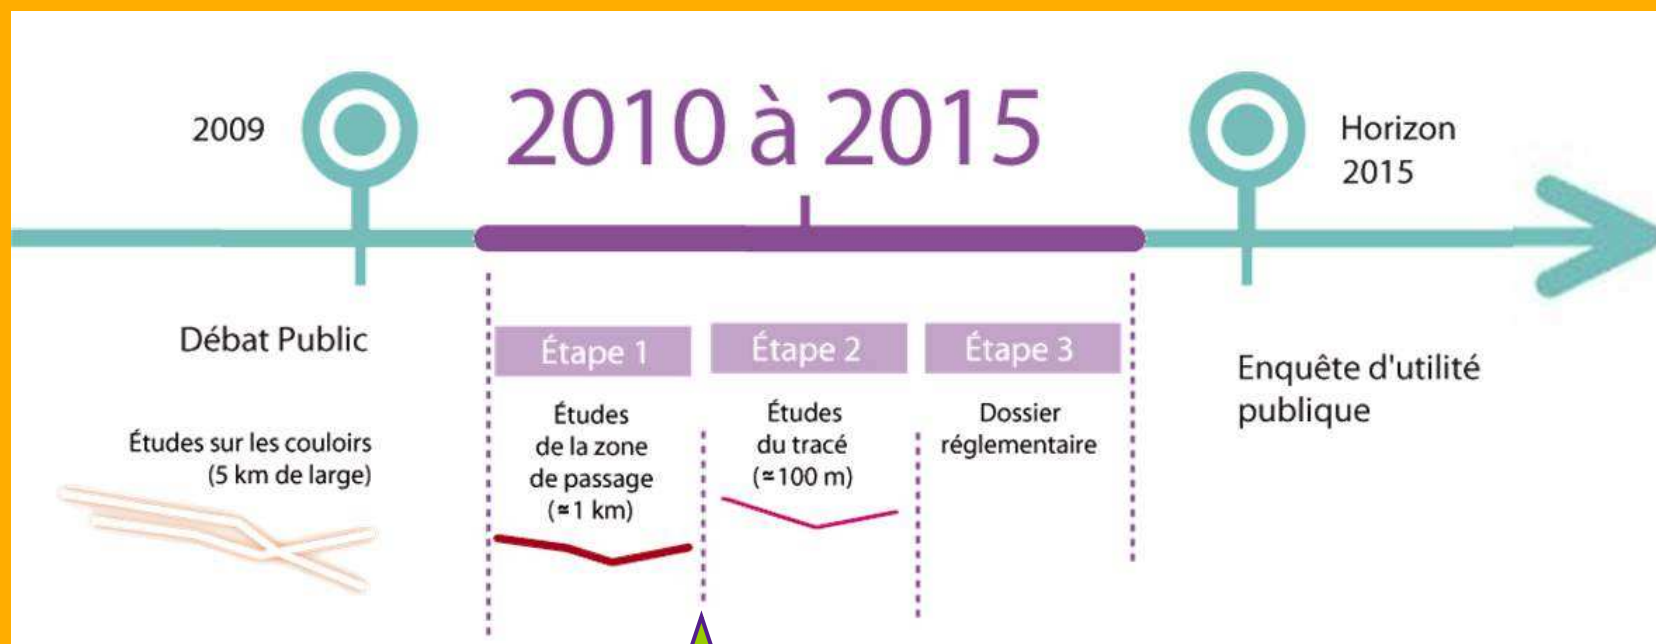 2009
2010 à 2015
Horizon
2015
Débat Public
Études sur les couloirs
(5 km de large)
Étape 1
Études
de la zone
de passage
(≈1 km)
Étape 2
Études
du tracé
(≈100 m)
Étape 3
Dossier
réglementaire
Enquête d'utilité
publique